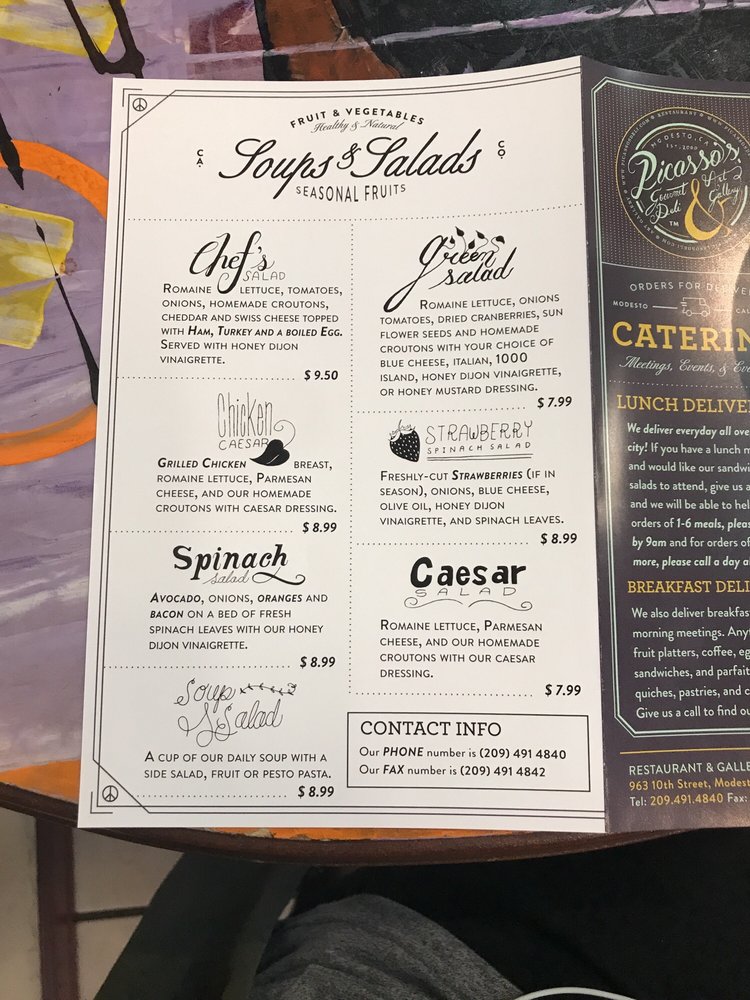 FRUIT & VEGETABLES
Healthy & Natural
CA.
Soups & Salads
CO.
SEASONAL FRUITS
Chef's
SALAD
ROMAINE LETTUCE, TOMATOES,
ONIONS, HOMEMADE CROUTONS,
CHEDDAR AND SWISS CHEESE TOPPED
WITH HAM, TURKEY AND A BOILED EGG.
SERVED WITH HONEY DIJON
VINAIGRETTE.
$ 9.50
Chicken
CAESAR
GRILLED CHICKEN BREAST,
ROMAINE LETTUCE, PARMESAN
CHEESE, AND OUR HOMEMADE
CROUTONS WITH CAESAR DRESSING.
$ 8.99
Spinach
salad
AVOCADO, ONIONS, ORANGES AND
BACON ON A BED OF FRESH
SPINACH LEAVES WITH OUR HONEY
DIJON VINAIGRETTE.
$ 8.99
Soup
& Salad
A CUP OF OUR DAILY SOUP WITH A
SIDE SALAD, FRUIT OR PESTO PASTA.
$ 8.99
green
salad
ROMAINE LETTUCE, ONIONS
TOMATOES, DRIED CRANBERRIES, SUN
FLOWER SEEDS AND HOMEMADE
CROUTONS WITH YOUR CHOICE OF
BLUE CHEESE, ITALIAN, 1000
ISLAND, HONEY DIJON VINAIGRETTE,
OR HONEY MUSTARD DRESSING.
$ 7.99
STRAWBERRY
SPINACH SALAD
FRESHLY-CUT STRAWBERRIES (IF IN
SEASON), ONIONS, BLUE CHEESE,
OLIVE OIL, HONEY DIJON
VINAIGRETTE, AND SPINACH LEAVES.
$ 8.99
Caesar
SALAD
ROMAINE LETTUCE, PARMESAN
CHEESE, AND OUR HOMEMADE
CROUTONS WITH OUR CAESAR
DRESSING.
$ 7.99
CONTACT INFO
Our PHONE number is (209) 491 4840
Our FAX number is (209) 491 4842
MODESTO, CA
EST. 2000
Picasso's
Gourmet Deli
&
Art Gallery
TM
ORDERS FOR
MODESTO
CATERIN
Meetings, Events, &
LUNCH DELIVE
We deliver everyday all ove
city! If you have a lunch m
and would like our sandwi
salads to attend, give us a
and we will be able to hel
orders of 1-6 meals, pleas
by 9am and for orders of
more, please call a day a
BREAKFAST DELI
We also deliver breakfas
morning meetings. Any
fruit platters, coffee, eg
sandwiches, and parfait
quiches, pastries, and c
Give us a call to find ou
RESTAURANT & GALLE
963 10th Street, Modest
Tel: 209.491.4840 Fax: